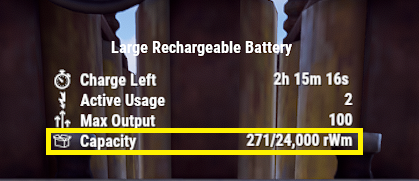 Large Rechargeable Battery
Charge Left 2h 15m 16s
Active Usage 2
Max Output 100
Capacity 271/24,000 rWm